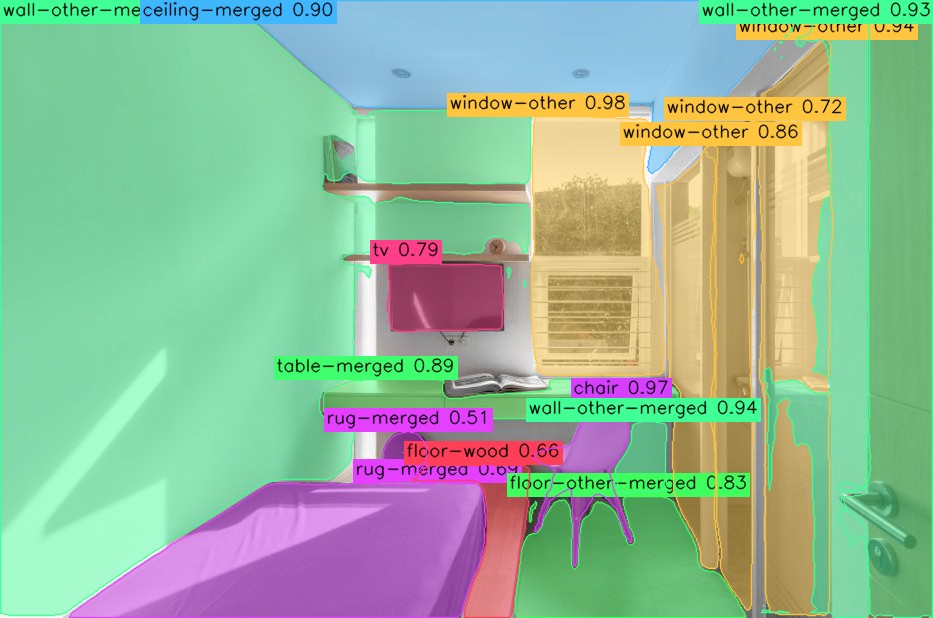 wall-other-me
ceiling-merged 0.90
wall-other-merged 0.93
window-other 0.94
window-other 0.98
window-other 0.72
window-other 0.86
tv 0.79
table-merged 0.89
chair 0.97
wall-other-merged 0.94
rug-merged 0.51
floor-wood 0.66
rug-merged 0.69
floor-other-merged 0.83